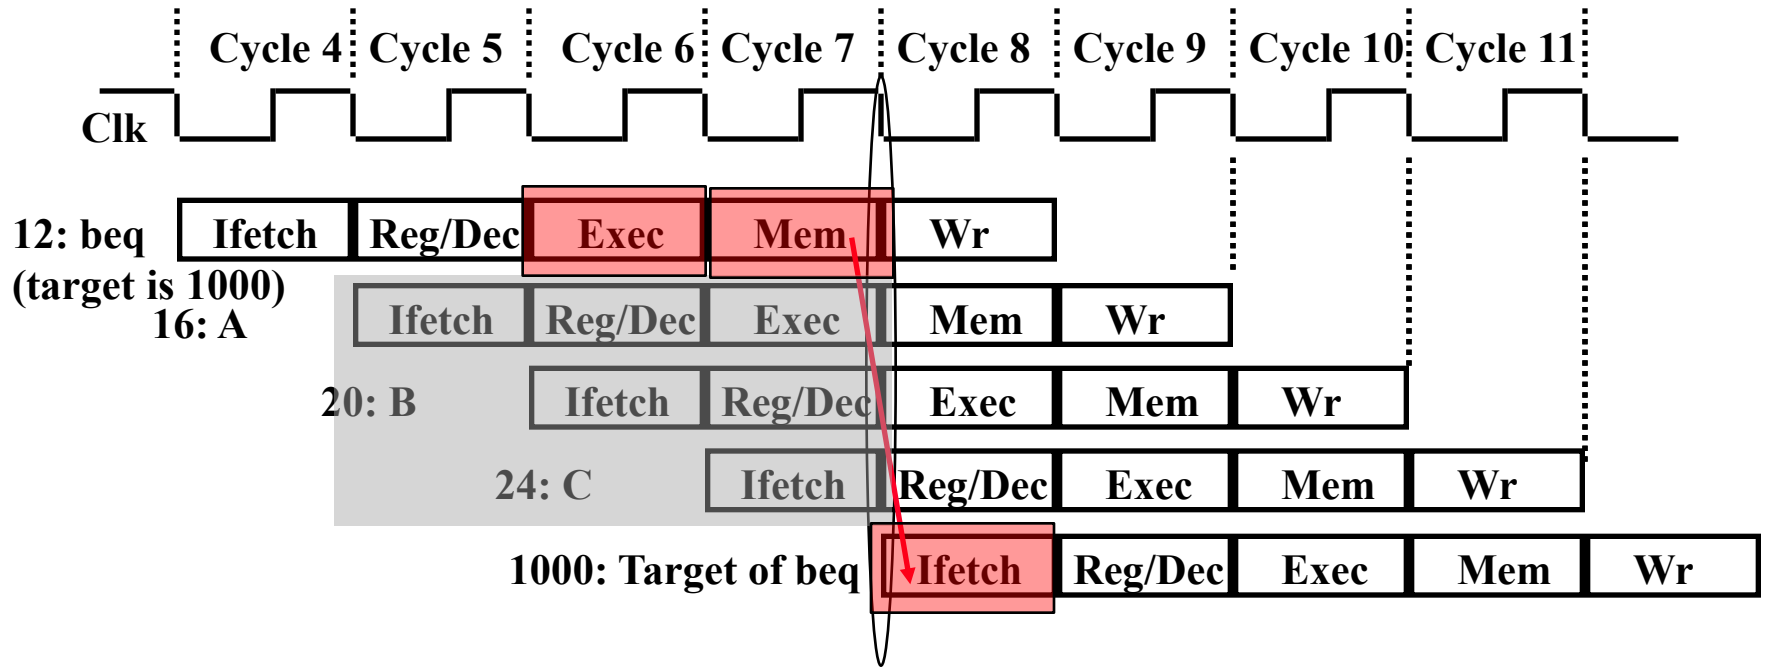 Cycle 4 Cycle 5 Cycle 6 Cycle 7 Cycle 8 Cycle 9 Cycle 10 Cycle 11
Clk
12: beq Ifetch Reg/Dec Exec Mem Wr
(target is 1000)
16: A Ifetch Reg/Dec Exec Mem Wr
20: B Ifetch Reg/Dec Exec Mem Wr
24: C Ifetch Reg/Dec Exec Mem Wr
1000: Target of beq Ifetch Reg/Dec Exec Mem Wr